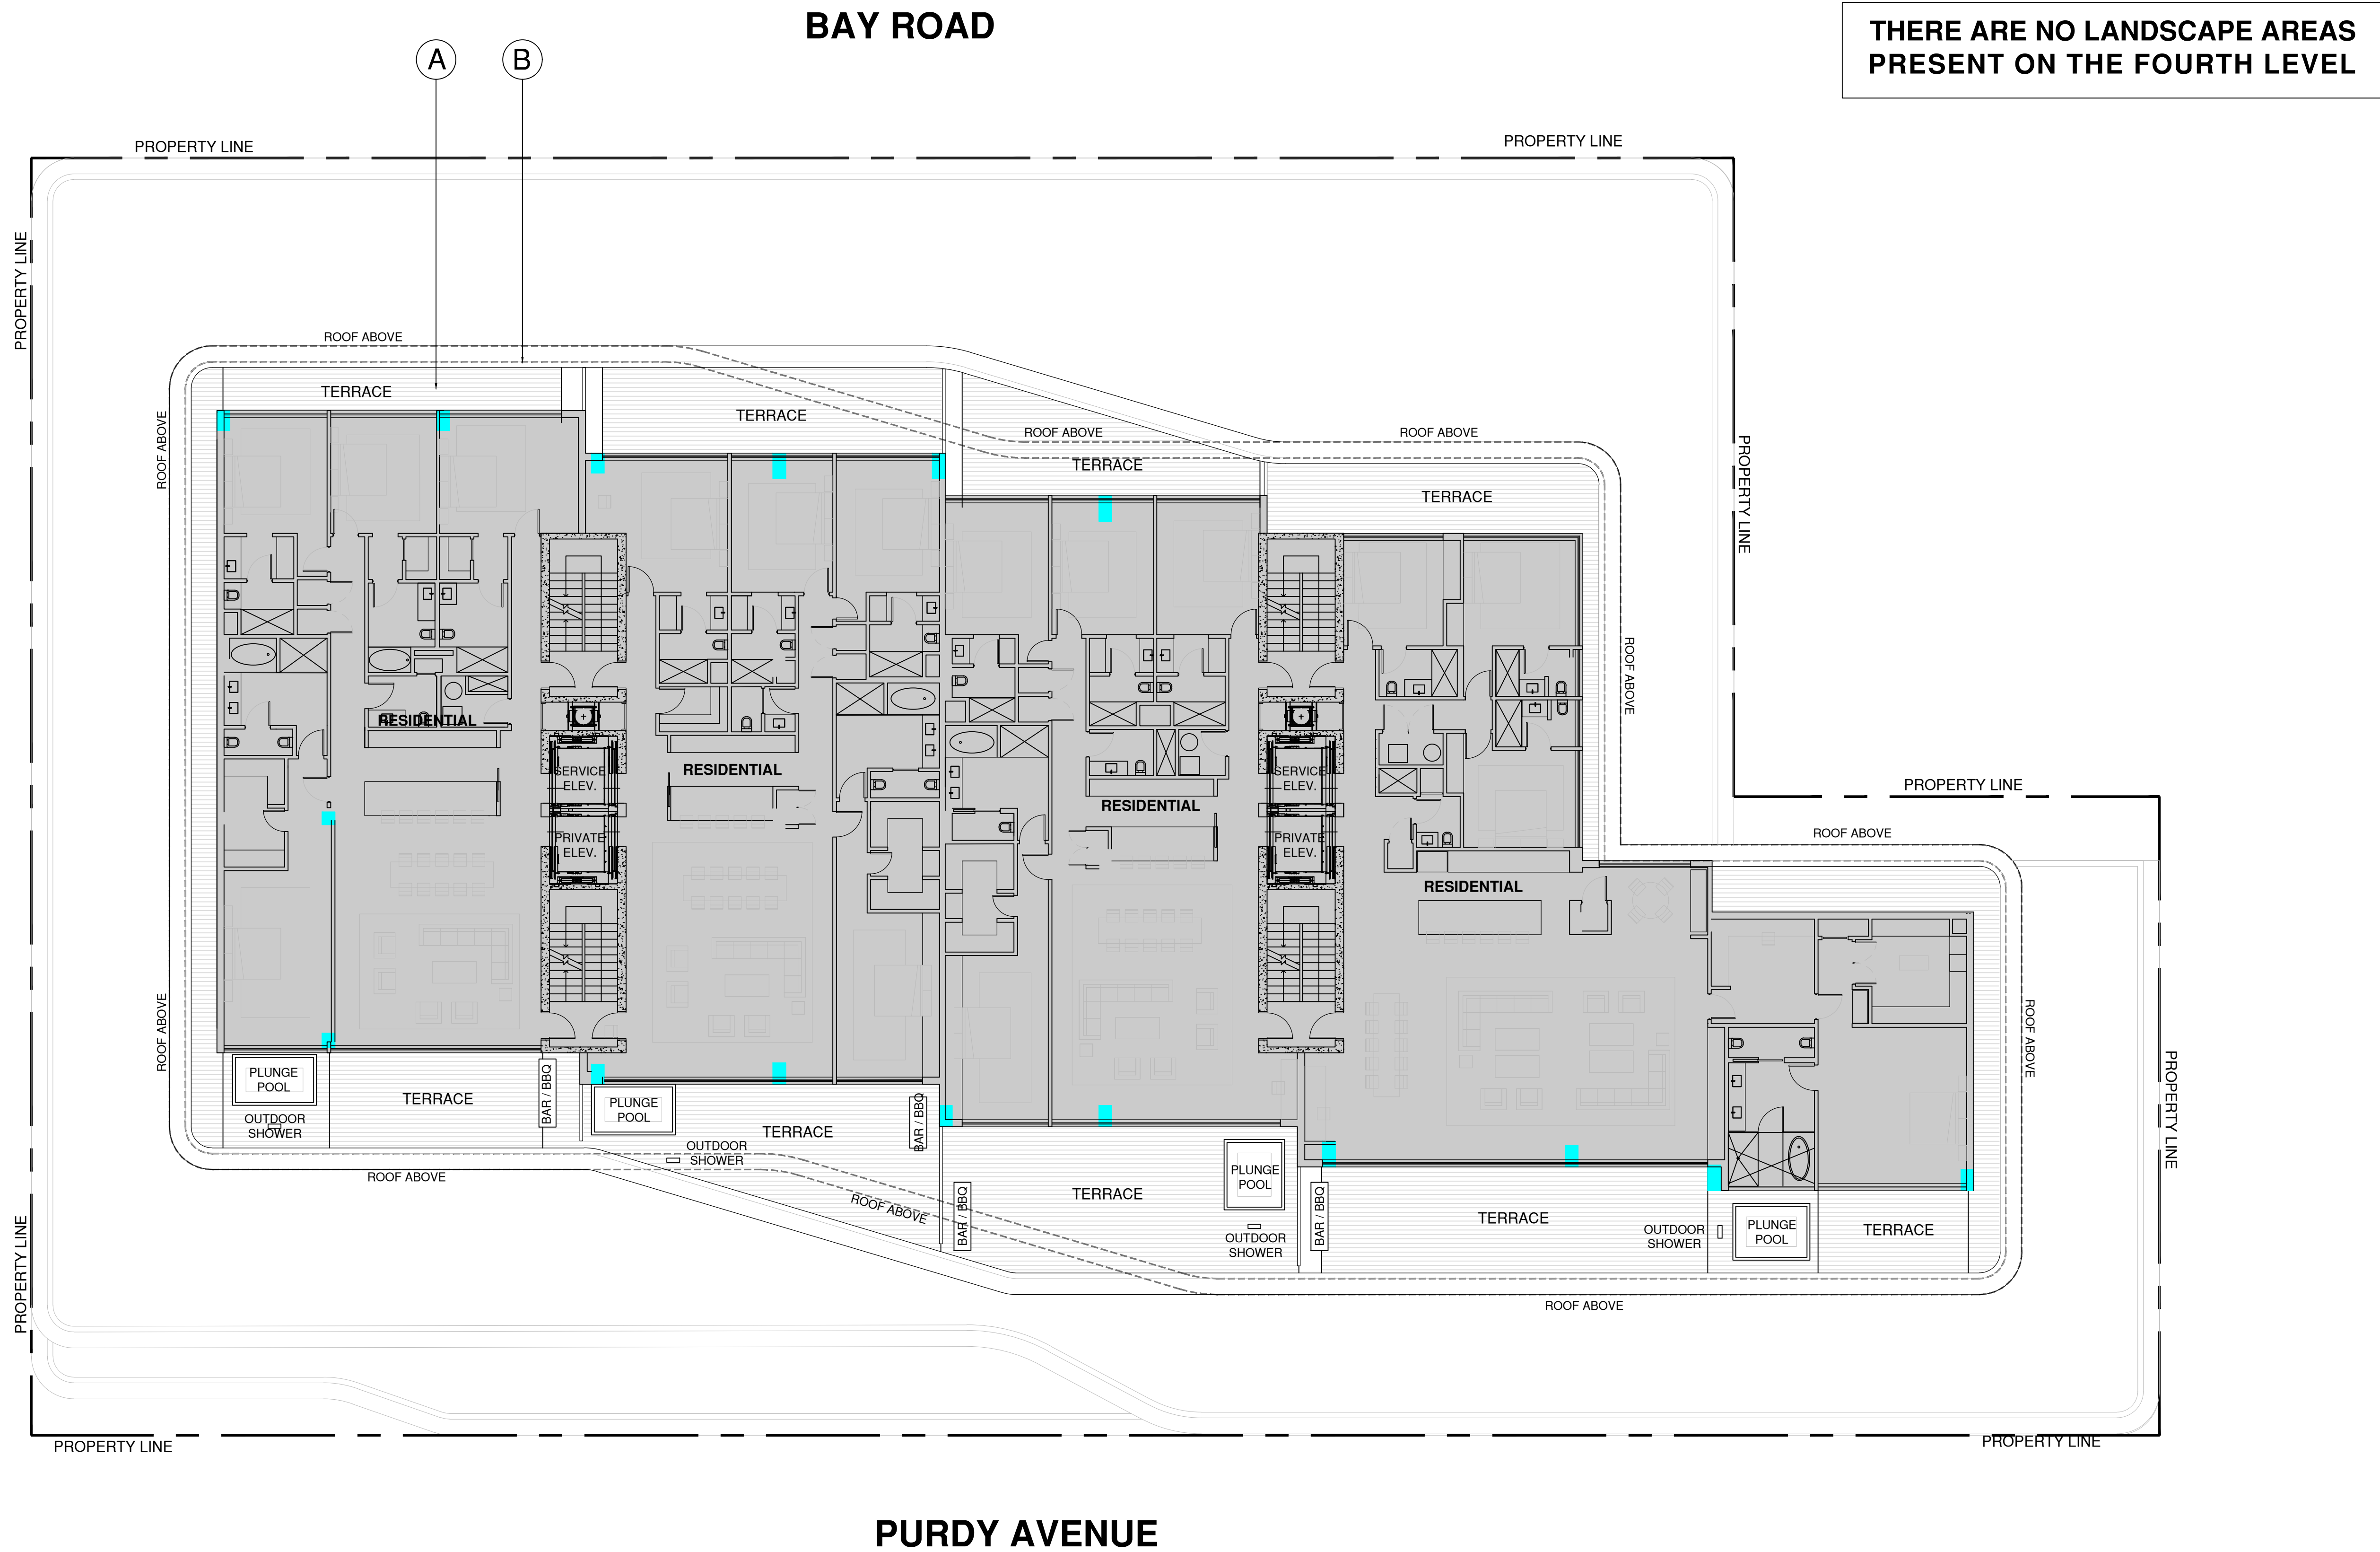 BAY ROAD
THERE ARE NO LANDSCAPE AREAS
PRESENT ON THE FOURTH LEVEL
A
B
PROPERTY LINE
PROPERTY LINE
PROPERTY LINE
ROOF ABOVE
TERRACE
ROOF ABOVE
TERRACE
ROOF ABOVE
ROOF ABOVE
TERRACE
TERRACE
PROPERTY LINE
ROOF ABOVE
RESIDENTIAL
SERVICE
ELEV.
RESIDENTIAL
SERVICE
ELEV.
RESIDENTIAL
PROPERTY LINE
PRIVATE
ELEV.
PRIVATE
ELEV.
ROOF ABOVE
RESIDENTIAL
ROOF ABOVE
ROOF ABOVE
PLUNGE
POOL
TERRACE
BAR / BBQ
OUTDOOR
SHOWER
PLUNGE
POOL
BAR / BBQ
TERRACE
OUTDOOR
SHOWER
PROPERTY LINE
ROOF ABOVE
ROOF ABOVE
BAR / BBQ
TERRACE
PLUNGE
POOL
OUTDOOR
SHOWER
BAR / BBQ
TERRACE
OUTDOOR
SHOWER
PLUNGE
POOL
TERRACE
PROPERTY LINE
ROOF ABOVE
PROPERTY LINE
PROPERTY LINE
PURDY AVENUE